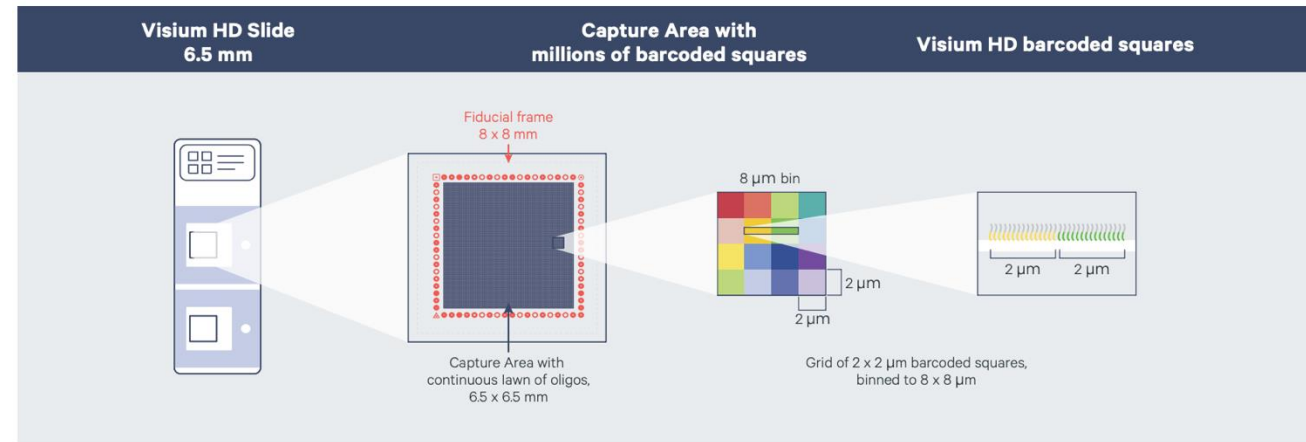 Visium HD Slide
6.5 mm
Capture Area with
millions of barcoded squares
Visium HD barcoded squares
Fiducial frame
8 x 8 mm
8 µm bin
2 µm
2 µm
2 µm
2 µm
Capture Area with
continuous lawn of oligos,
6.5 x 6.5 mm
Grid of 2 x 2 µm barcoded squares,
binned to 8 x 8 µm